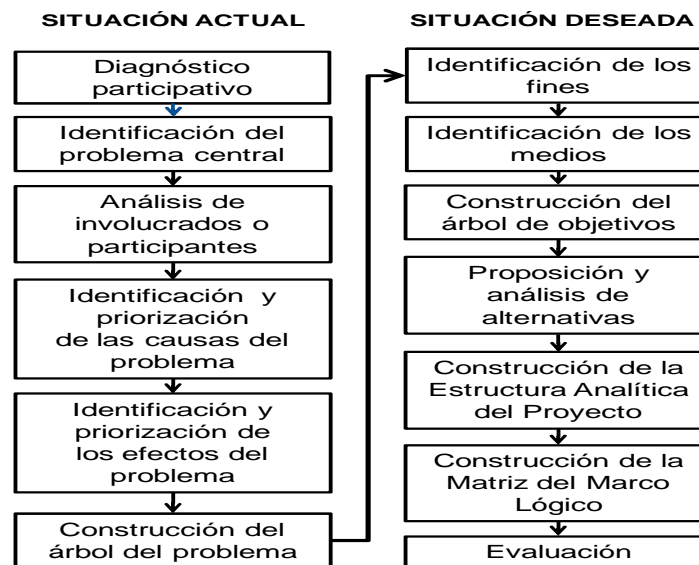 SITUACIÓN ACTUAL
Diagnóstico
participativo
Identificación del
problema central
Análisis de
involucrados o
participantes
Identificación y
priorización
de las causas del
problema
Identificación y
priorización de
los efectos del
problema
Construcción del
árbol del problema
SITUACIÓN DESEADA
Identificación de los
fines
Identificación de los
medios
Construcción del
árbol de objetivos
Proposición y
análisis de
alternativas
Construcción de la
Estructura Analítica
del Proyecto
Construcción de la
Matriz del Marco
Lógico
Evaluación